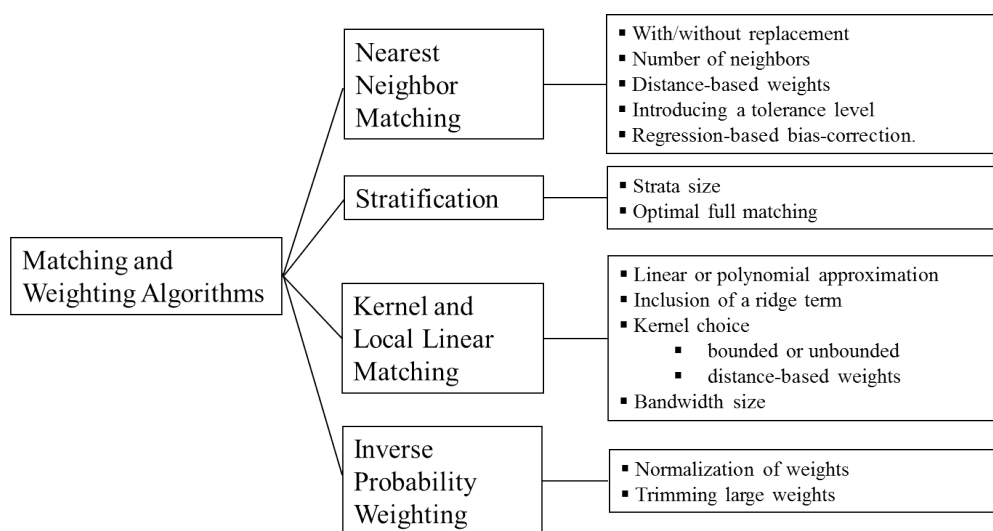 Matching and
Weighting Algorithms
Nearest
Neighbor
Matching
▪ With/without replacement
▪ Number of neighbors
▪ Distance-based weights
▪ Introducing a tolerance level
▪ Regression-based bias-correction.
Stratification
▪ Strata size
▪ Optimal full matching
Kernel and
Local Linear
Matching
▪ Linear or polynomial approximation
▪ Inclusion of a ridge term
▪ Kernel choice
▪ bounded or unbounded
▪ distance-based weights
▪ Bandwidth size
Inverse
Probability
Weighting
▪ Normalization of weights
▪ Trimming large weights